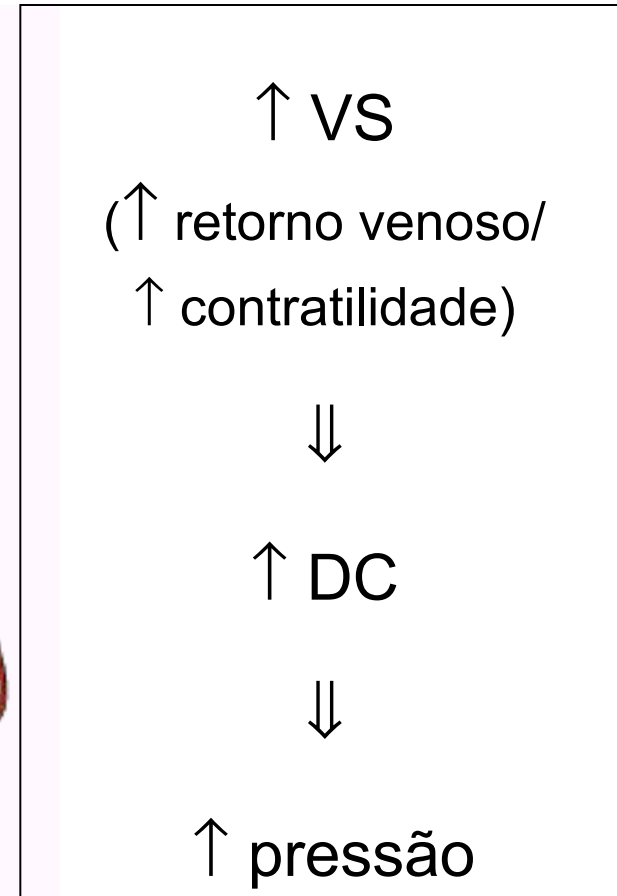 ↑ VS
(↑ retorno venoso/
↑ contratilidade)
⇓
↑ DC
⇓
↑ pressão